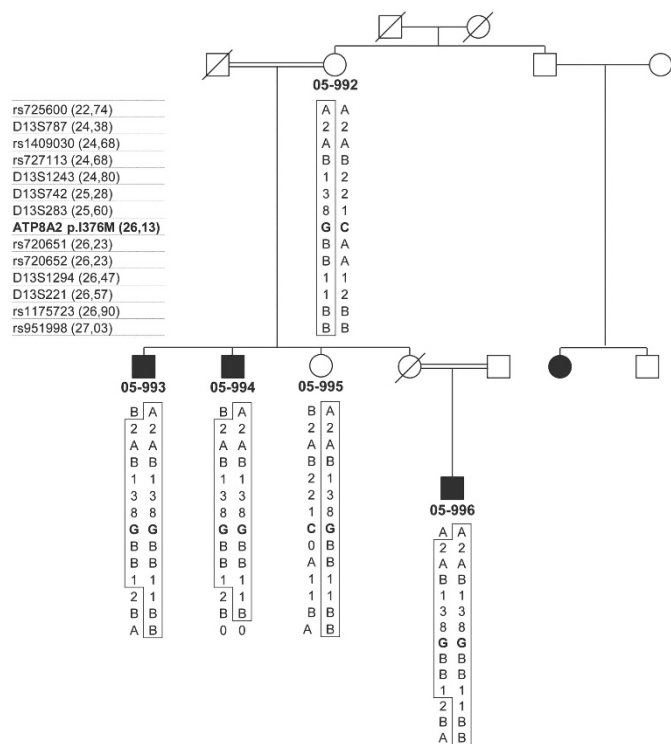 05-992
rs725600 (22,74) A A
D13S787 (24,38) 2 2
rs1409030 (24,68) A A
rs727113 (24,68) B B
D13S1243 (24,80) 1 2
D13S742 (25,28) 3 2
D13S283 (25,60) 8 1
ATP8A2 p.I376M (26,13) G C
rs720651 (26,23) B A
rs720652 (26,23) B A
D13S1294 (26,47) 1 1
D13S221 (26,57) 1 2
rs1175723 (26,90) B B
rs951998 (27,03) B B
05-993 05-994 05-995
B A B A B A
2 2 2 2 2 2
A A A A A A
B B B B B B
1 1 1 1 2 1
3 3 3 3 2 3
8 8 8 8 1 8
G G G G C G
B B B B 0 B
B B B B A B
1 1 1 1 1 1
2 1 2 1 1 1
B B B B B B
A B 0 0 A B
05-996
A A
2 2
A A
B B
1 1
3 3
8 8
G G
B B
B B
1 1
2 1
B B
A B